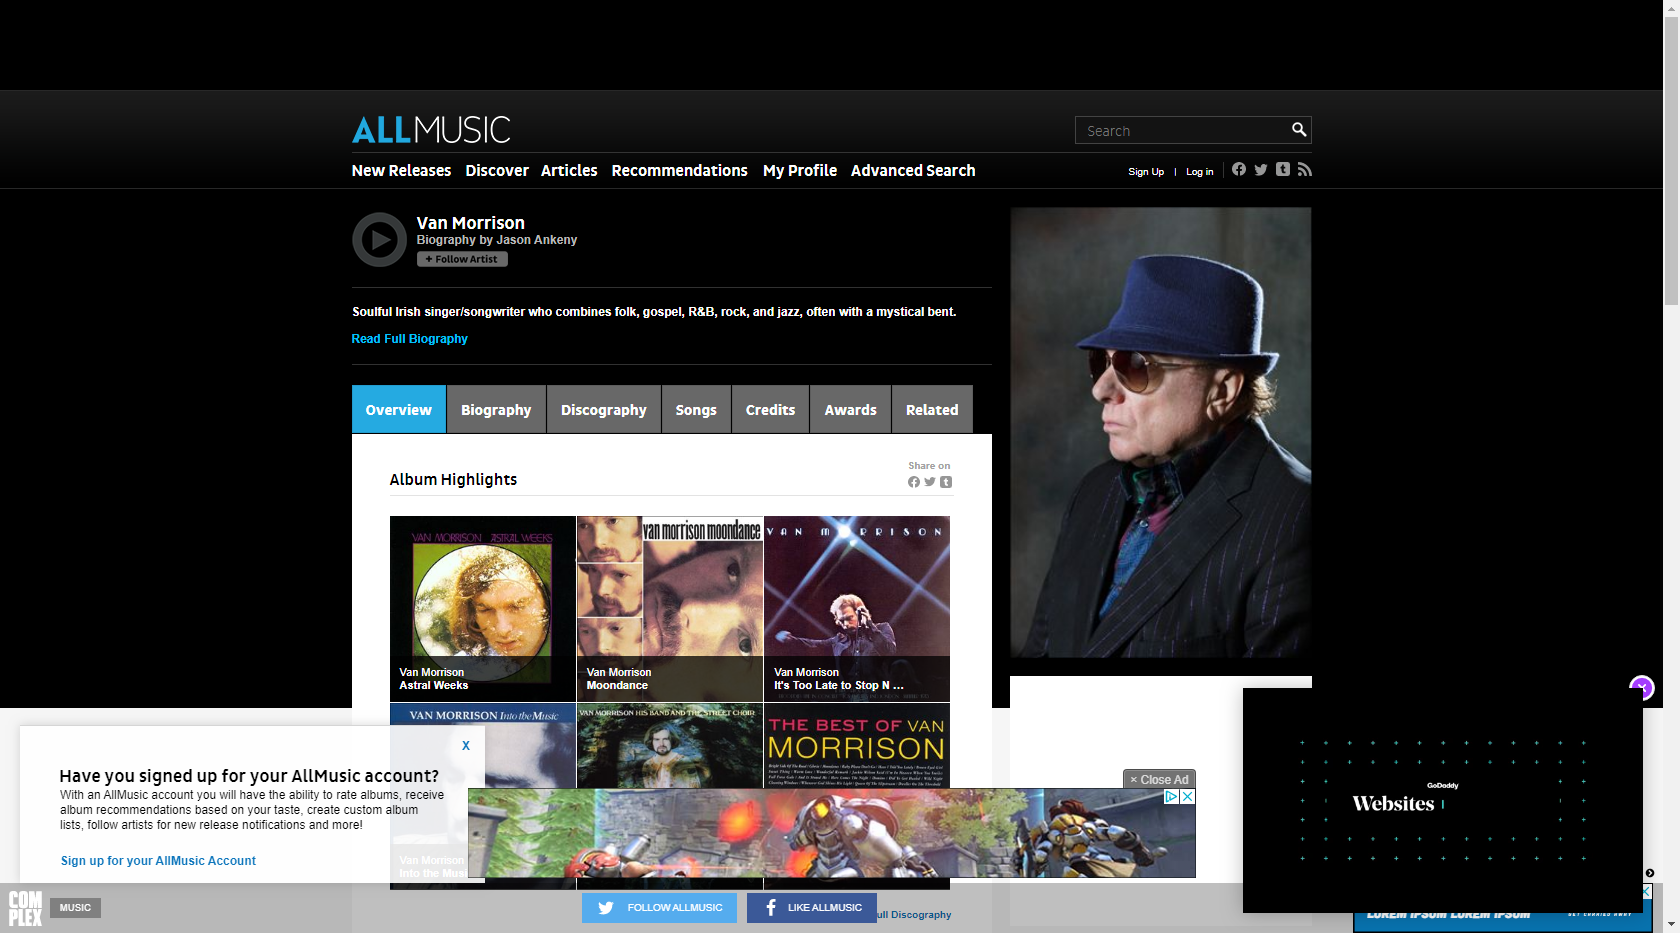 ALLMUSIC
Search
New Releases Discover Articles Recommendations My Profile Advanced Search
Sign Up | Log in
Van Morrison
Biography by Jason Ankeny
+ Follow Artist
Soulful Irish singer/songwriter who combines folk, gospel, R&B, rock, and jazz, often with a mystical bent.
Read Full Biography
Overview Biography Discography Songs Credits Awards Related
Share on
Album Highlights
VAN MORRISON ASTRAL WEEKS
van morrison moondance
VAN MORRISON
Van Morrison
Astral Weeks
Van Morrison
Moondance
Van Morrison
It's Too Late to Stop N ...
VAN MORRISON Into the Music
VAN MORRISON HIS BAND AND THE STREET CHOIR
THE BEST OF VAN
MORRISON
X
Have you signed up for your AllMusic account?
With an AllMusic account you will have the ability to rate albums, receive
album recommendations based on your taste, create custom album
lists, follow artists for new release notifications and more!
Sign up for your AllMusic Account
Van Morrison
Into the Mus
× Close Ad
GoDaddy
Websites
COM
PLEX
MUSIC
FOLLOW ALLMUSIC
LIKE ALLMUSIC
ull Discography
LOREM IPSUM LOREM IPSUM
GET CARRIED AWAY